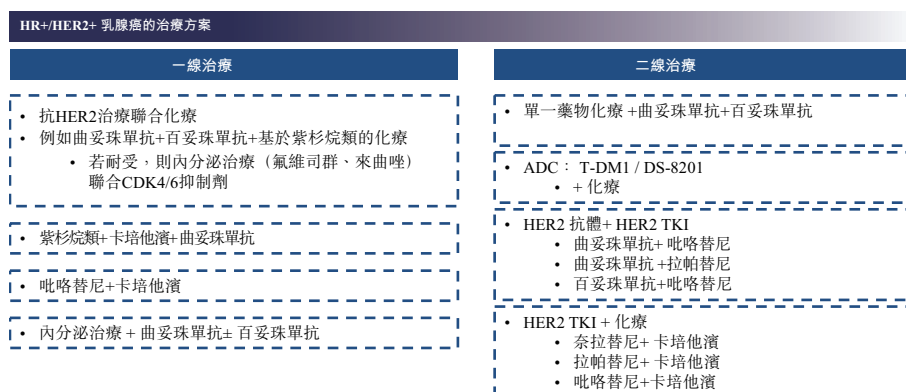 HR+/HER2+ 乳腺癌的治療方案
一線治療
• 抗HER2治療聯合化療
• 例如曲妥珠單抗+百妥珠單抗+基於紫杉烷類的化療
• 若耐受，則內分泌治療（氟維司群、來曲唑）
聯合CDK4/6抑制劑
• 紫杉烷類+卡培他濱+曲妥珠單抗
• 吡咯替尼+卡培他濱
• 內分泌治療 + 曲妥珠單抗± 百妥珠單抗
二線治療
• 單一藥物化療 +曲妥珠單抗+百妥珠單抗
• ADC： T-DM1 / DS-8201
• + 化療
• HER2 抗體+ HER2 TKI
• 曲妥珠單抗+ 吡咯替尼
• 曲妥珠單抗 +拉帕替尼
• 百妥珠單抗+吡咯替尼
• HER2 TKI + 化療
• 奈拉替尼+ 卡培他濱
• 拉帕替尼+ 卡培他濱
• 吡咯替尼+卡培他濱